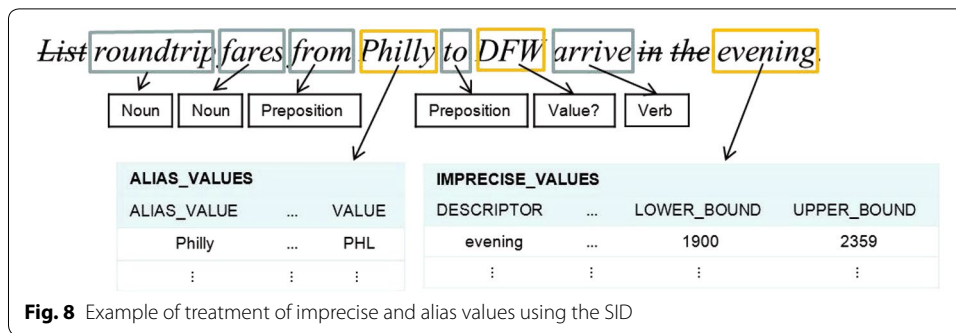 List roundtrip fares from Philly to DFW arrive in the evening.
Noun Noun Preposition Preposition Value? Verb
ALIAS_VALUES
ALIAS_VALUE ... VALUE
Philly ... PHL
⋮ ⋮ ⋮
IMPRECISE_VALUES
DESCRIPTOR ... LOWER_BOUND UPPER_BOUND
evening ... 1900 2359
⋮ ⋮ ⋮ ⋮
Fig. 8 Example of treatment of imprecise and alias values using the SID